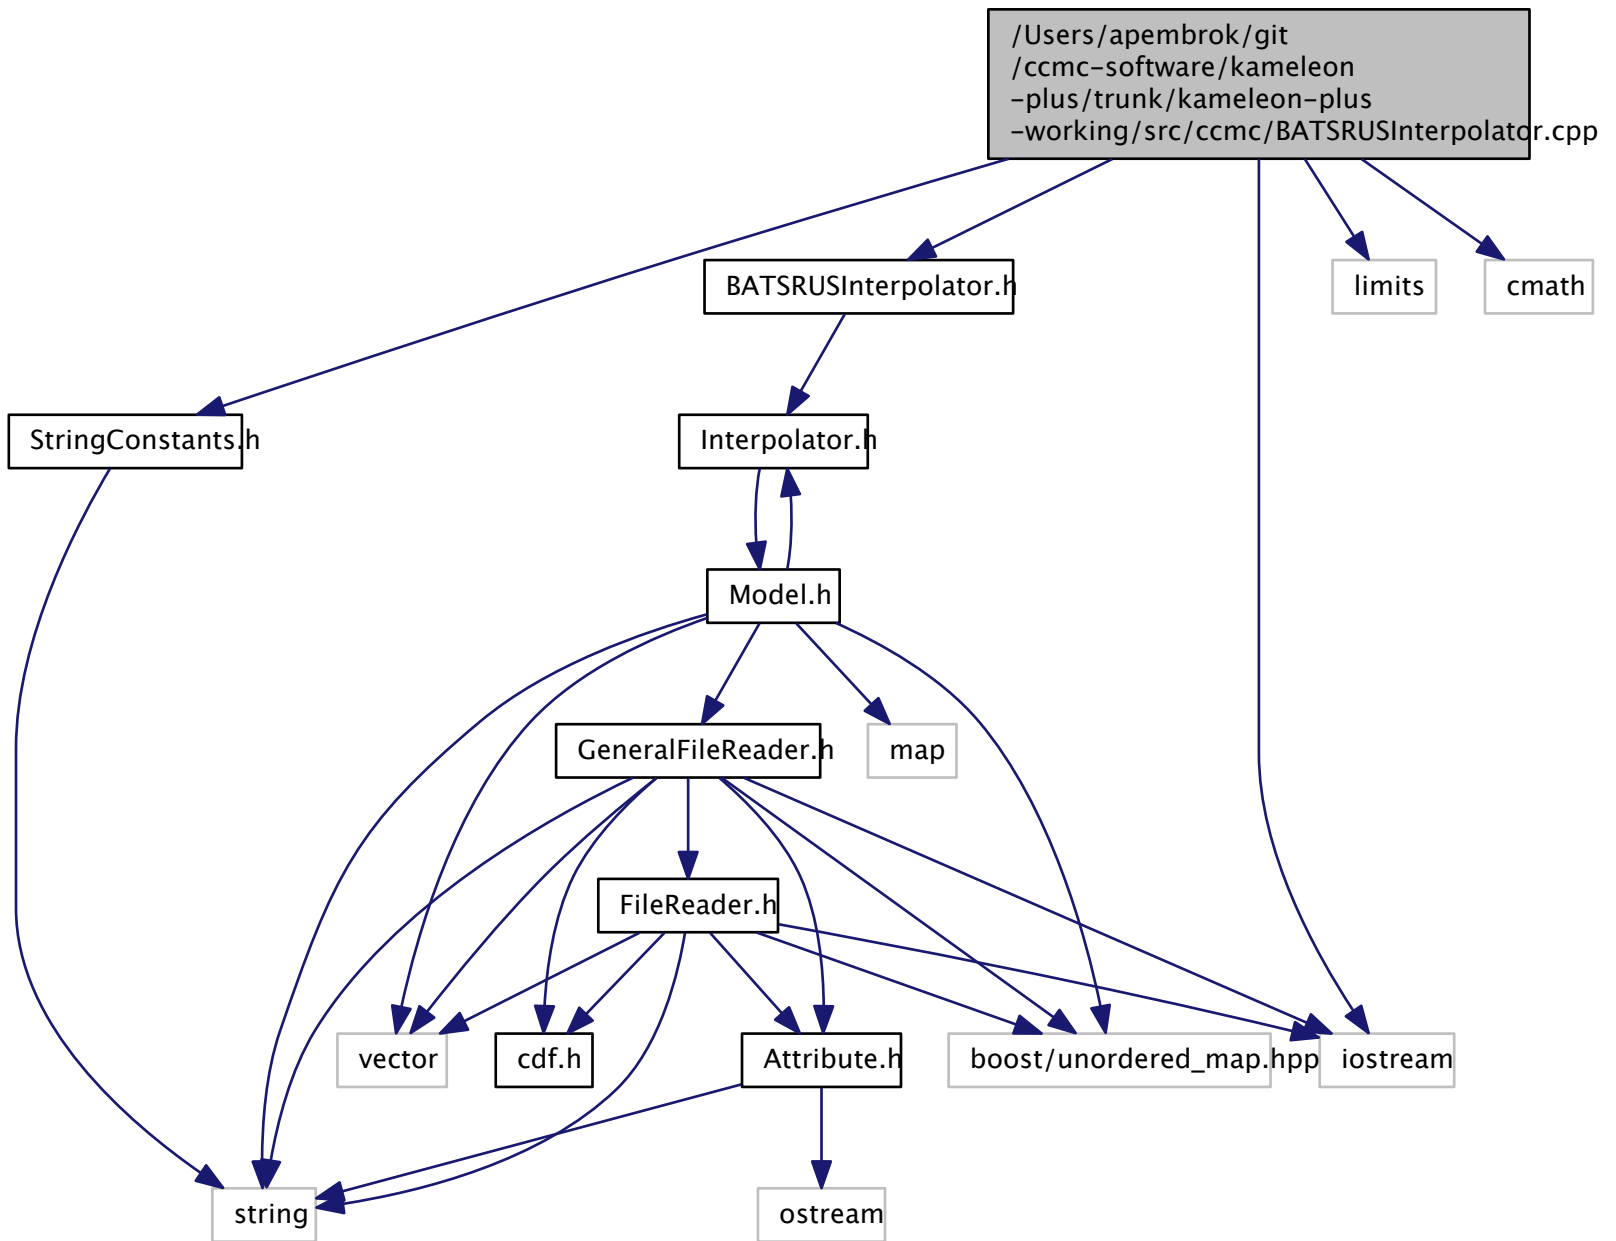 /Users/apembrok/git
/ccmc-software/kameleon
-plus/trunk/kameleon-plus
-working/src/ccmc/BATSRUSInterpolator.cpp
BATSRUSInterpolator.h
limits
cmath
StringConstants.h
Interpolator.h
Model.h
GeneralFileReader.h
map
FileReader.h
vector
cdf.h
Attribute.h
boost/unordered_map.hpp
iostream
string
ostream